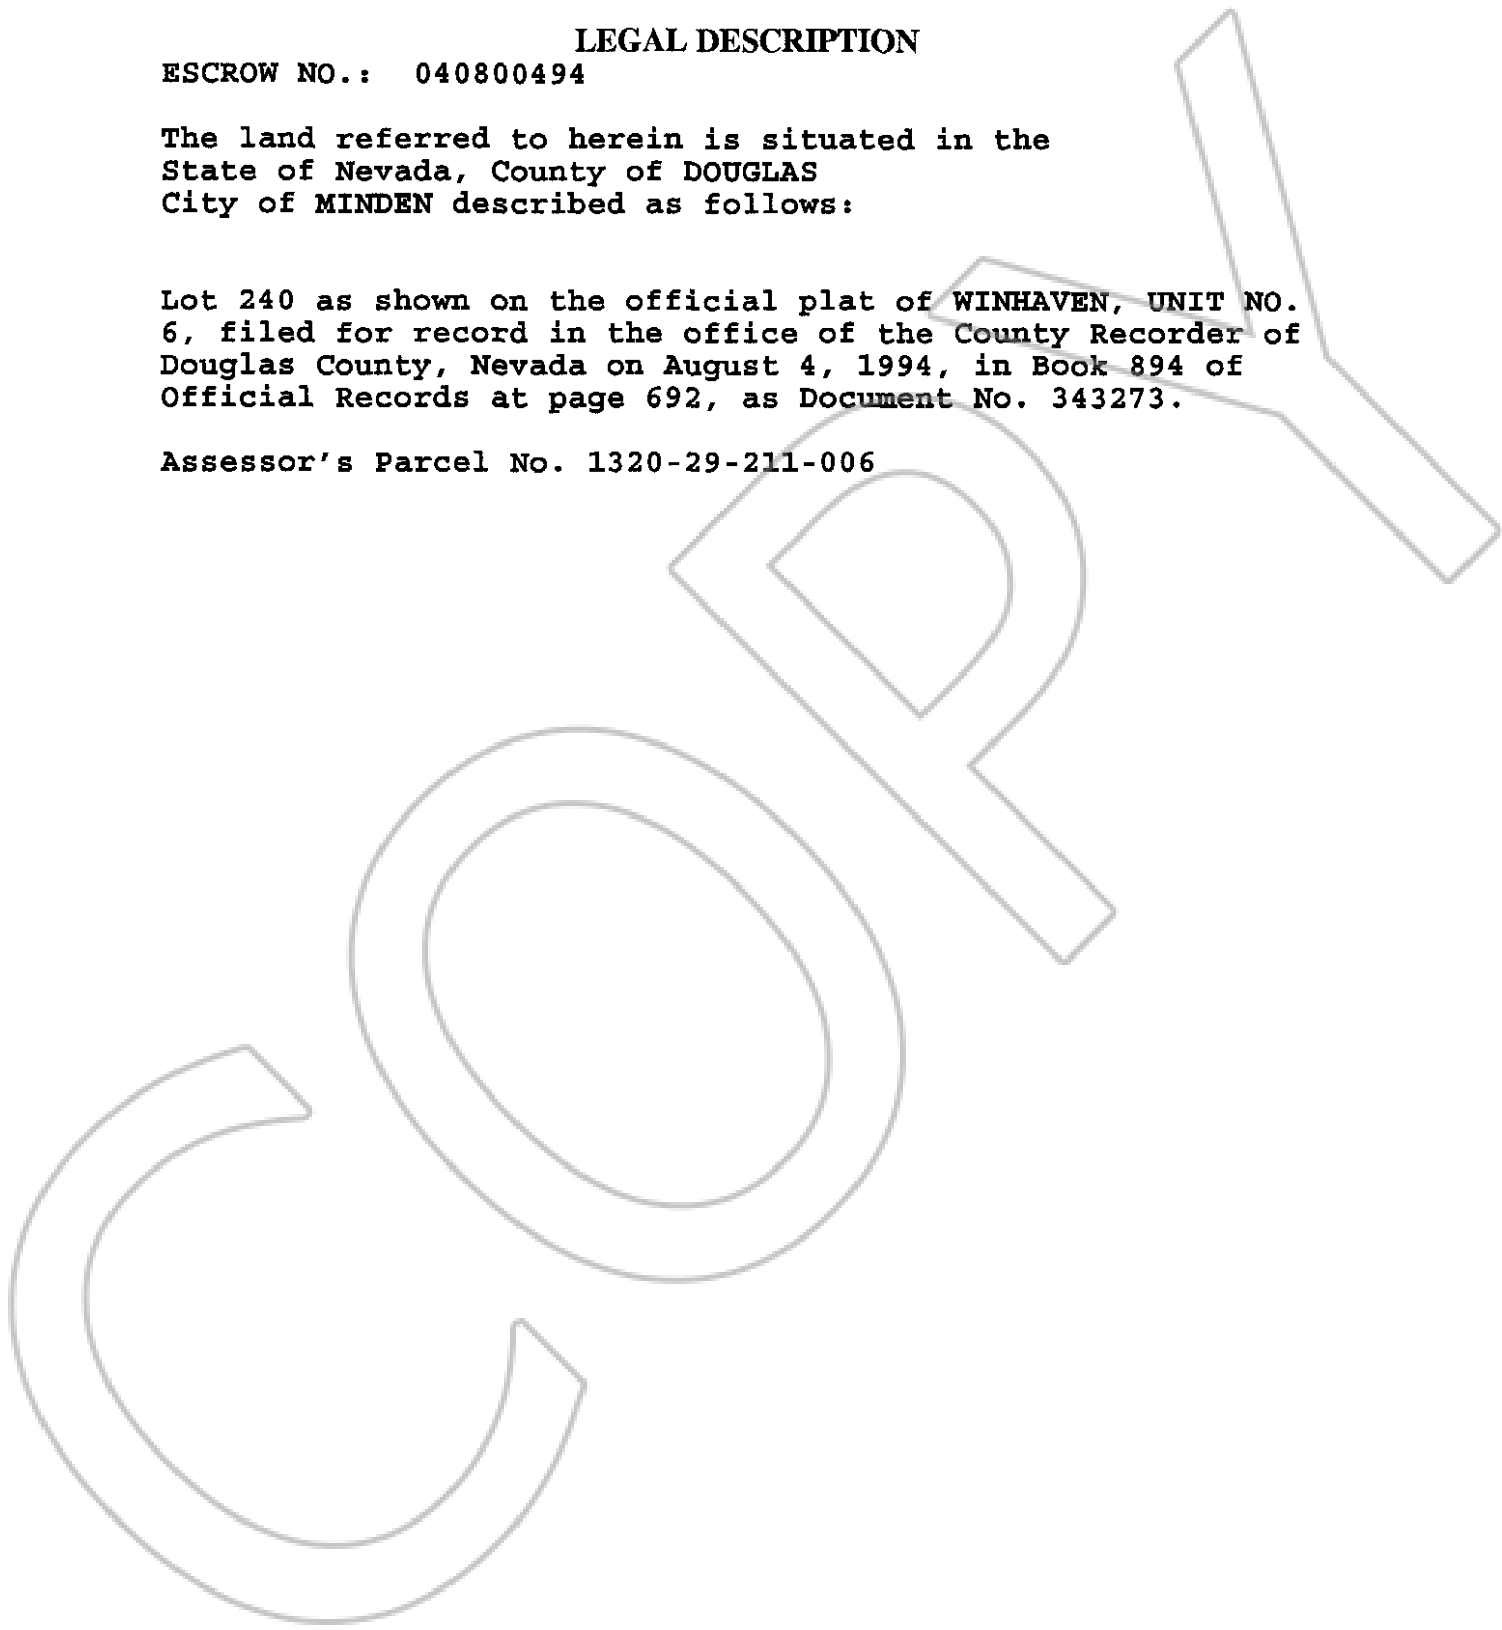 LEGAL DESCRIPTION
ESCROW NO.: 040800494
The land referred to herein is situated in the
State of Nevada, County of DOUGLAS
City of MINDEN described as follows:
Lot 240 as shown on the official plat of WINHAVEN, UNIT NO.
6, filed for record in the office of the County Recorder of
Douglas County, Nevada on August 4, 1994, in Book 894 of
Official Records at page 692, as Document No. 343273.
Assessor's Parcel No. 1320-29-211-006
COPY